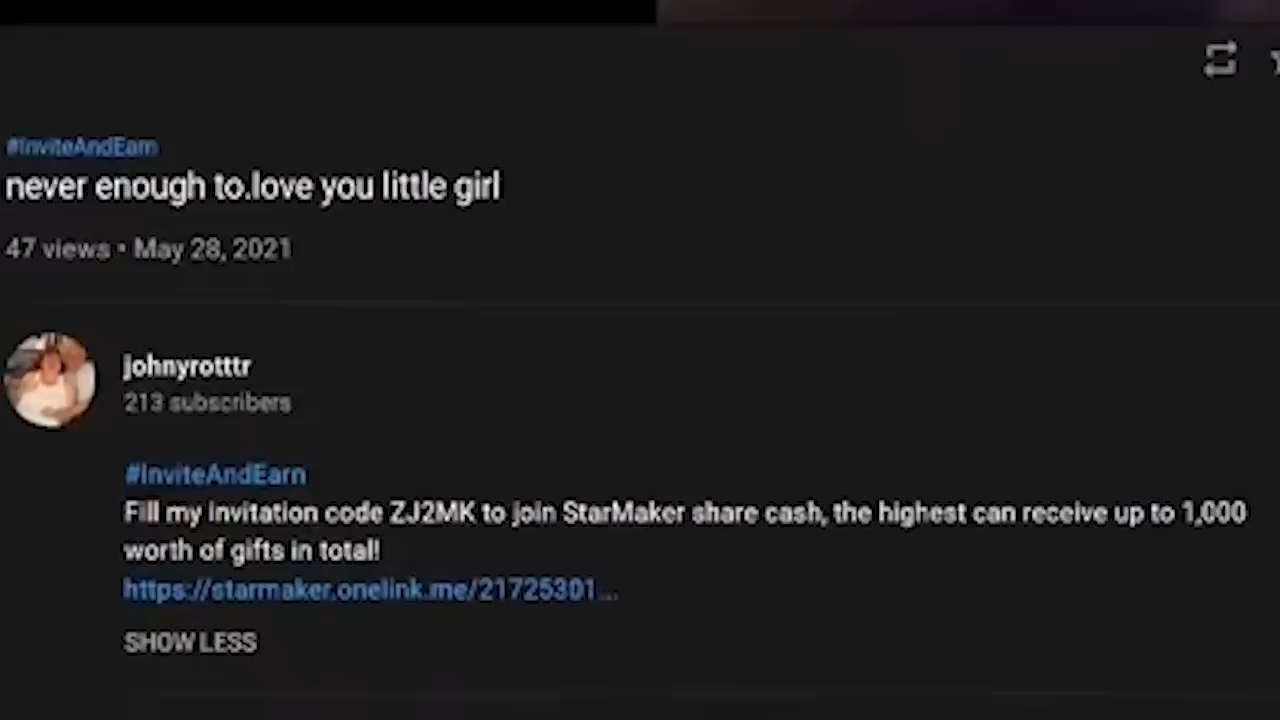 #InviteAndEarn
never enough to.love you little girl
47 views • May 28, 2021
johnyrotttr
213 subscribers
#InviteAndEarn
Fill my invitation code ZJ2MK to join StarMaker share cash, the highest can receive up to 1,000
worth of gifts in total!
https://starmaker.onelink.me/21725301...
SHOW LESS